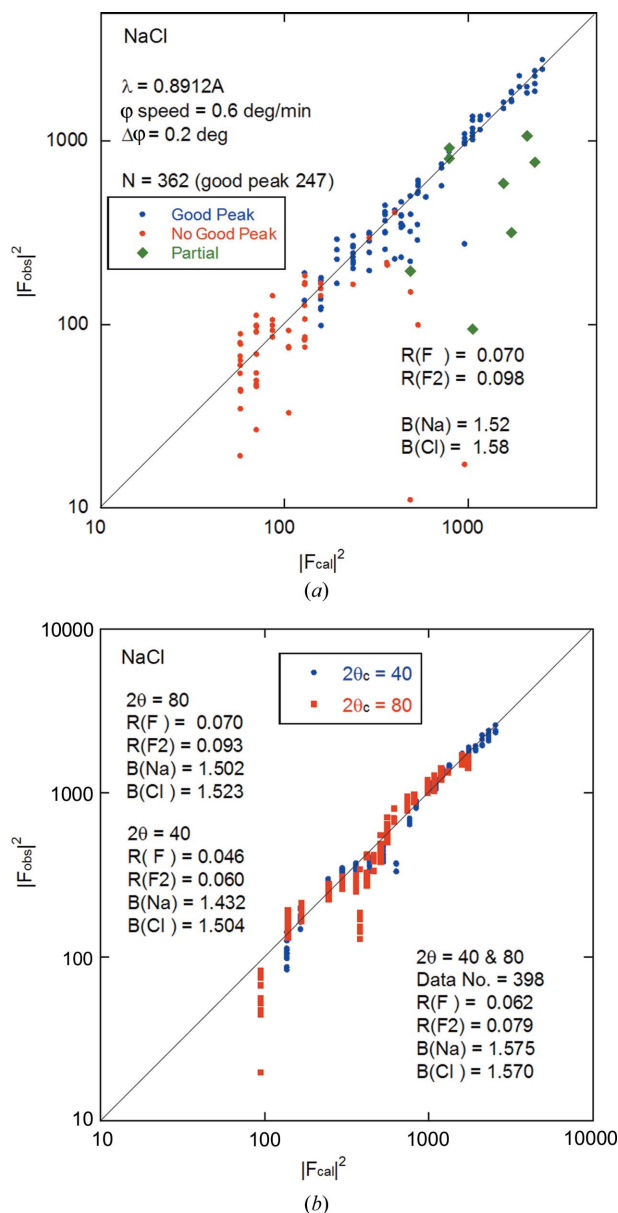 NaCl
λ = 0.8912A
φ speed = 0.6 deg/min
Δφ = 0.2 deg
N = 362 (good peak 247)
Good Peak
No Good Peak
Partial
R(F ) = 0.070
R(F2) = 0.098
B(Na) = 1.52
B(Cl) = 1.58
1000
100
10
|Fobs|²
10
100
1000
|Fcal|²
(a)
10000
1000
100
10
|Fobs|²
NaCl
2θ = 80
R(F ) = 0.070
R(F2) = 0.093
B(Na) = 1.502
B(Cl ) = 1.523
2θ = 40
R( F ) = 0.046
R(F2) = 0.060
B(Na) = 1.432
B(Cl ) = 1.504
2θc = 40
2θc = 80
2θ = 40 & 80
Data No. = 398
R(F ) = 0.062
R(F2) = 0.079
B(Na) = 1.575
B(Cl ) = 1.570
10
100
1000
10000
|Fcal|²
(b)